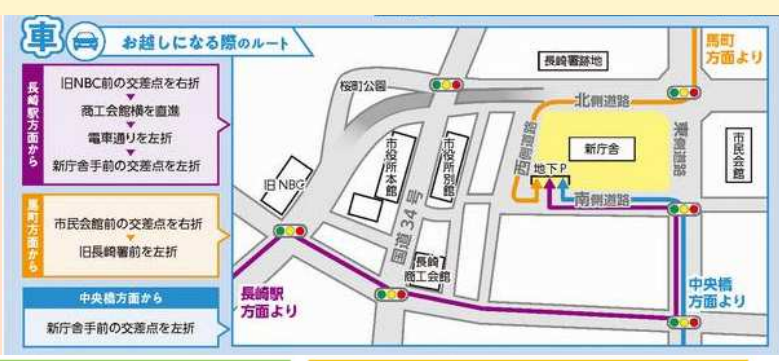 車
お越しになる際のルート
長崎駅方面から
旧NBC前の交差点を右折
商工会館横を直進
電車通りを左折
新庁舎手前の交差点を左折
馬町方面から
市民会館前の交差点を右折
旧長崎署前を左折
中央橋方面から
新庁舎手前の交差点を左折
馬町
方面より
長崎署跡地
桜町公園
北側道路
西側道路
東側道路
新庁舎
市民会館
地下P
南側道路
市役所本館
市役所別館
旧NBC
国道34号
長崎
商工会館
長崎駅
方面より
中央橋
方面より